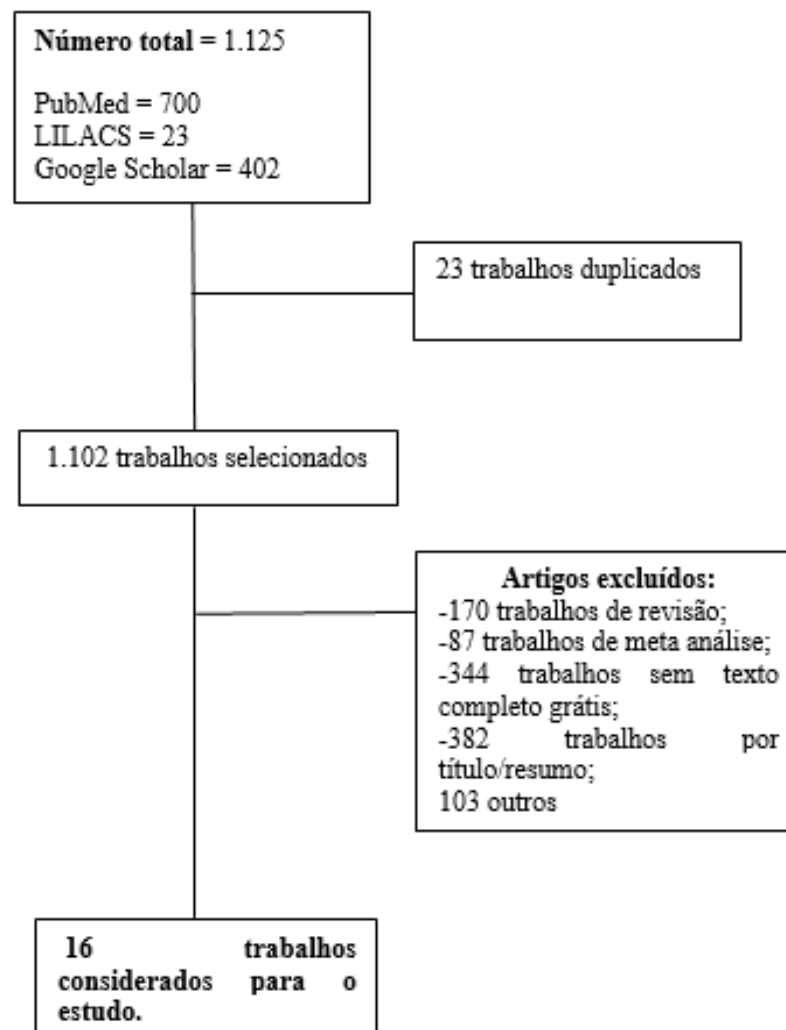 Número total = 1.125
PubMed = 700
LILACS = 23
Google Scholar = 402
23 trabalhos duplicados
1.102 trabalhos selecionados
Artigos excluídos:
-170 trabalhos de revisão;
-87 trabalhos de meta análise;
-344 trabalhos sem texto
completo grátis;
-382 trabalhos por
título/resumo;
103 outros
16 trabalhos
considerados para o
estudo.